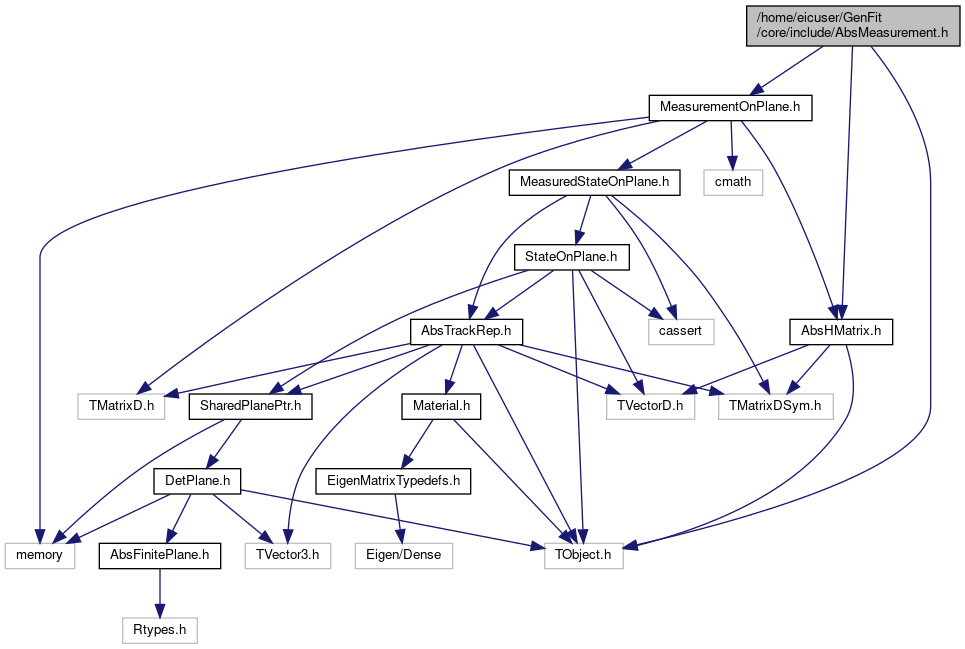 /home/eicuser/GenFit
/core/include/AbsMeasurement.h
MeasurementOnPlane.h
MeasuredStateOnPlane.h
cmath
StateOnPlane.h
AbsTrackRep.h
cassert
AbsHMatrix.h
TMatrixD.h
SharedPlanePtr.h
Material.h
TVectorD.h
TMatrixDSym.h
DetPlane.h
EigenMatrixTypedefs.h
memory
AbsFinitePlane.h
TVector3.h
Eigen/Dense
TObject.h
Rtypes.h